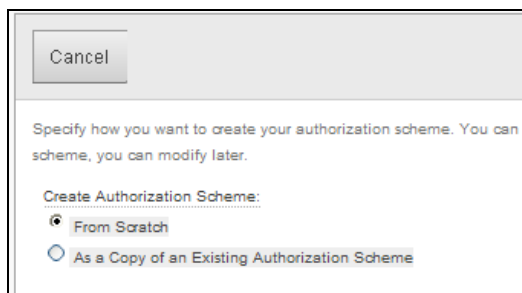 Cancel
Specify how you want to create your authorization scheme. You can
scheme, you can modify later.
Create Authorization Scheme:
From Scratch
As a Copy of an Existing Authorization Scheme